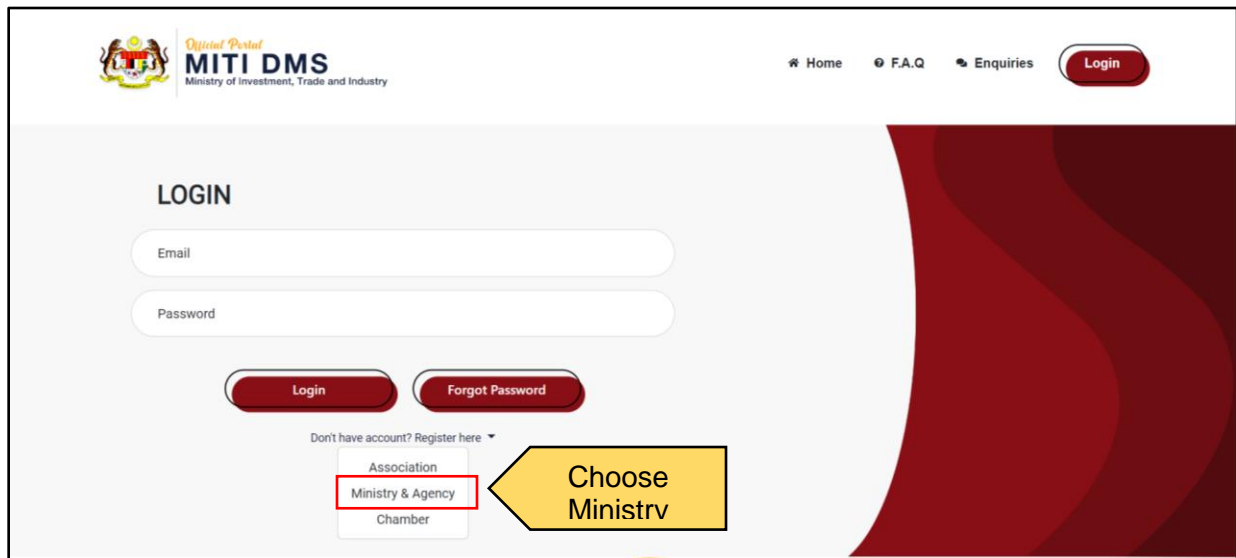 Official Portal
MITI DMS
Ministry of Investment, Trade and Industry
Home
F.A.Q
Enquiries
Login
LOGIN
Email
Password
Login
Forgot Password
Don't have account? Register here
Association
Ministry & Agency
Chamber
Choose
Ministry